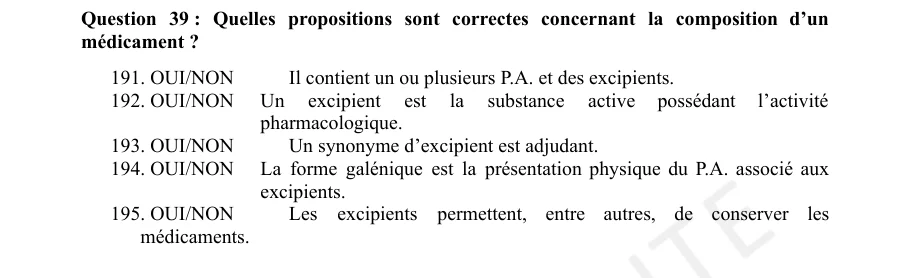 Question 39 : Quelles propositions sont correctes concernant la composition d’un
médicament ?
191. OUI/NON Il contient un ou plusieurs P.A. et des excipients.
192. OUI/NON Un excipient est la substance active possédant l’activité
pharmacologique.
193. OUI/NON Un synonyme d’excipient est adjudant.
194. OUI/NON La forme galénique est la présentation physique du P.A. associé aux
excipients.
195. OUI/NON Les excipients permettent, entre autres, de conserver les
médicaments.